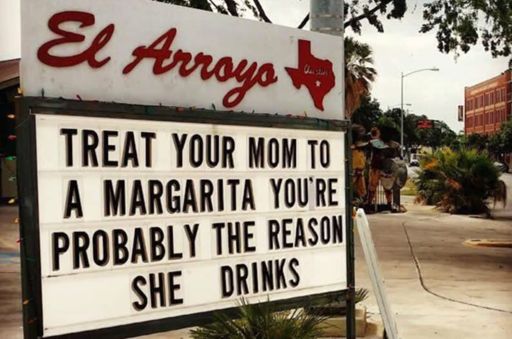 El Arroyo
TREAT YOUR MOM TO
A MARGARITA YOU'RE
PROBABLY THE REASON
SHE DRINKS